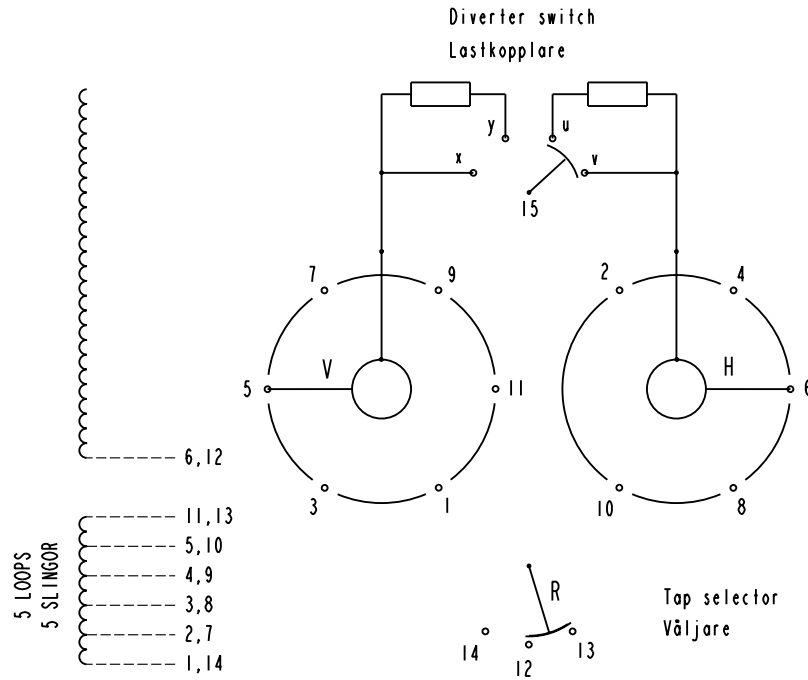 Diverter switch
Lastkopplare
y
u
x
v
15
7
9
2
4
V
H
5
11
6
3
1
10
8
6,12
11,13
5,10
4,9
3,8
2,7
1,14
5 LOOPS
5 SLINGOR
R
14
12
13
Tap selector
Väljare